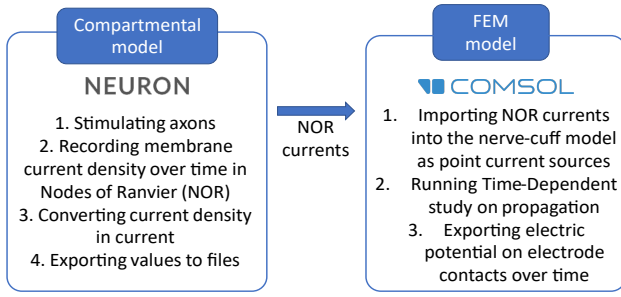 Compartmental
model
NEURON
1. Stimulating axons
2. Recording membrane
current density over time in
Nodes of Ranvier (NOR)
3. Converting current density
in current
4. Exporting values to files
NOR
currents
FEM
model
COMSOL
1. Importing NOR currents
into the nerve-cuff model
as point current sources
2. Running Time-Dependent
study on propagation
3. Exporting electric
potential on electrode
contacts over time